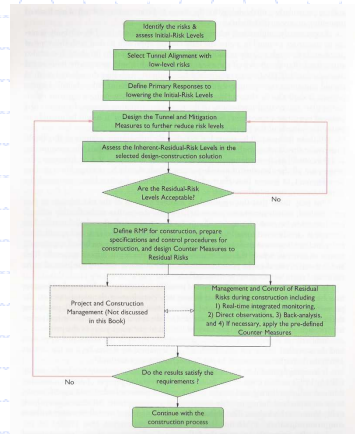 Identify the risks &
assess Initial-Risk Levels
Select Tunnel Alignment with
low-level risks
Define Primary Responses to
lowering the Initial-Risk Levels
Design the Tunnel and Mitigation
Measures to further reduce risk levels
Assess the Inherent-Residual-Risk Levels in the
selected design-construction solution
Are the Residual-Risk
Levels Acceptable?
No
Define RMP for construction, prepare
specifications and control procedures for
construction, and design Counter Measures to
Residual Risks
Project and Construction
Management (Not discussed
in this Book)
Management and Control of Residual
Risks during construction including
1) Real-time integrated monitoring,
2) Direct observations, 3) Back-analysis,
and 4) If necessary, apply the pre-defined
Counter Measures
Do the results satisfy the
requirements ?
No
Continue with the
construction process